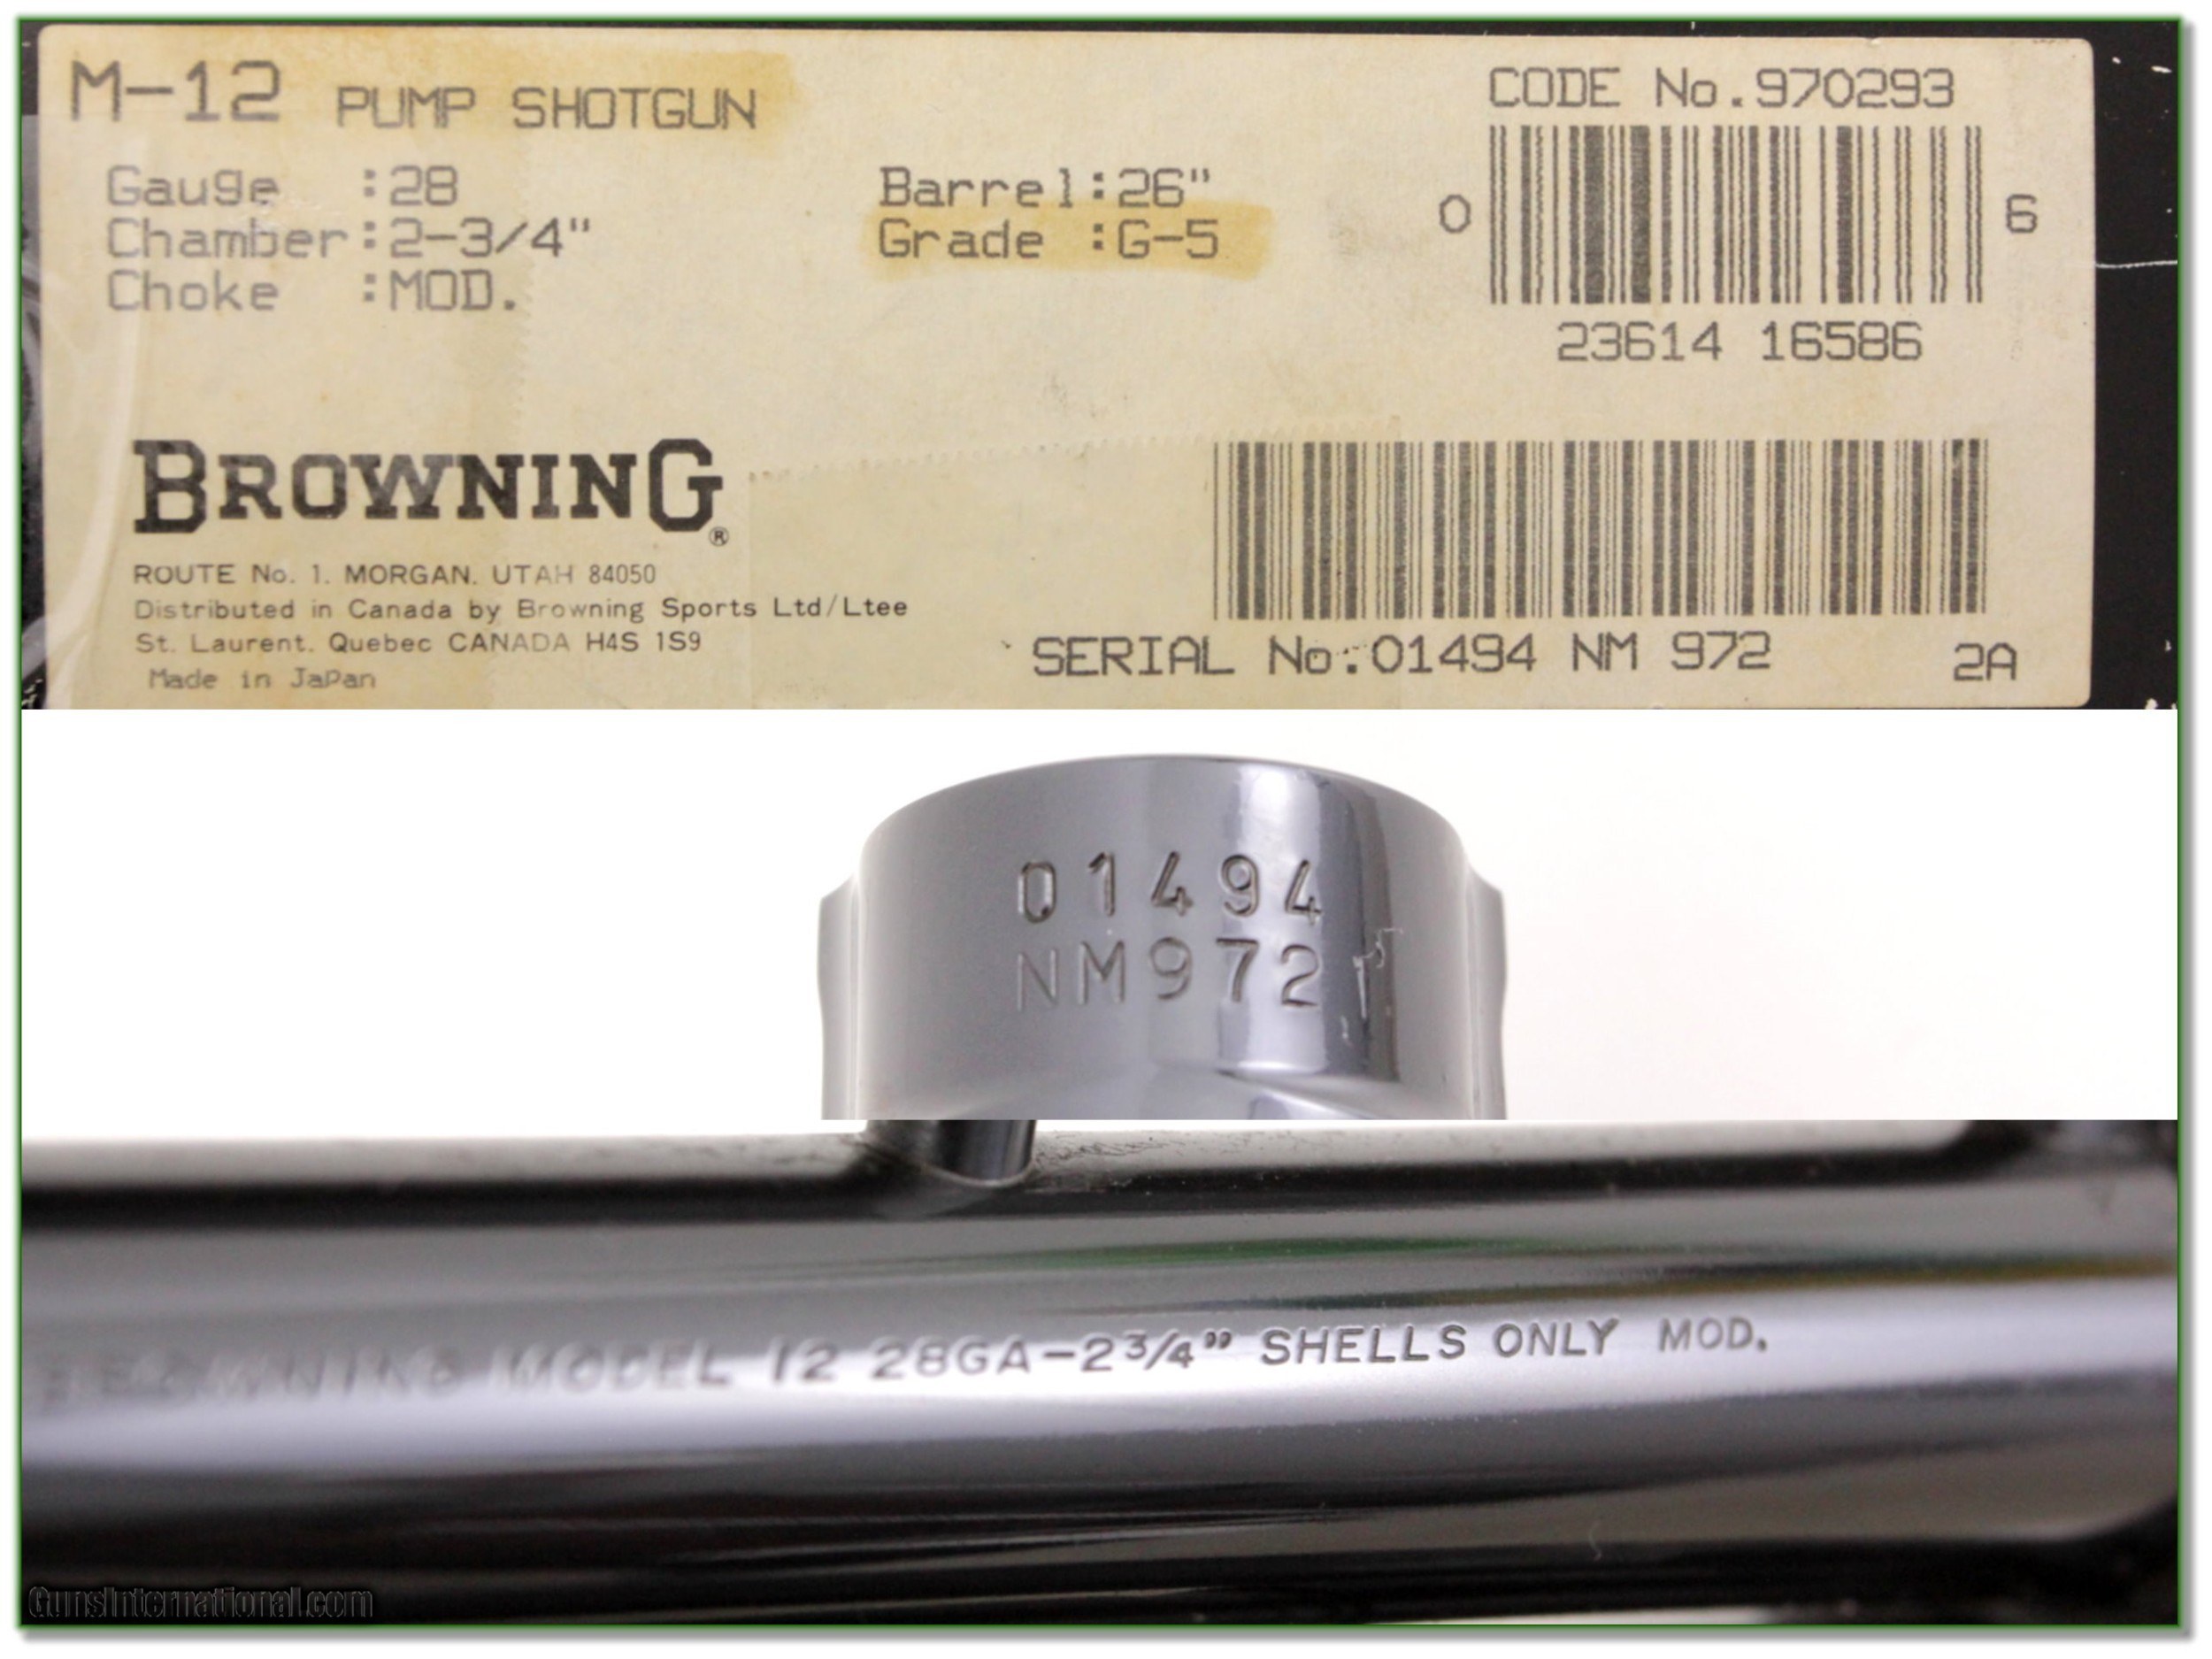 M-12 PUMP SHOTGUN
CODE No.970293
Gauge :28
Barrel:26"
Chamber:2-3/4"
Grade :G-5
Choke :MOD.
0 6
23614 16586
BROWNING®
ROUTE No. 1. MORGAN. UTAH 84050
Distributed in Canada by Browning Sports Ltd/Ltee
St. Laurent. Quebec CANADA H4S 1S9
Made in Japan
SERIAL No:01494 NM 972 2A
01494
NM972
BROWNING MODEL 12 28GA-2¾" SHELLS ONLY MOD.
GunsInternational.com